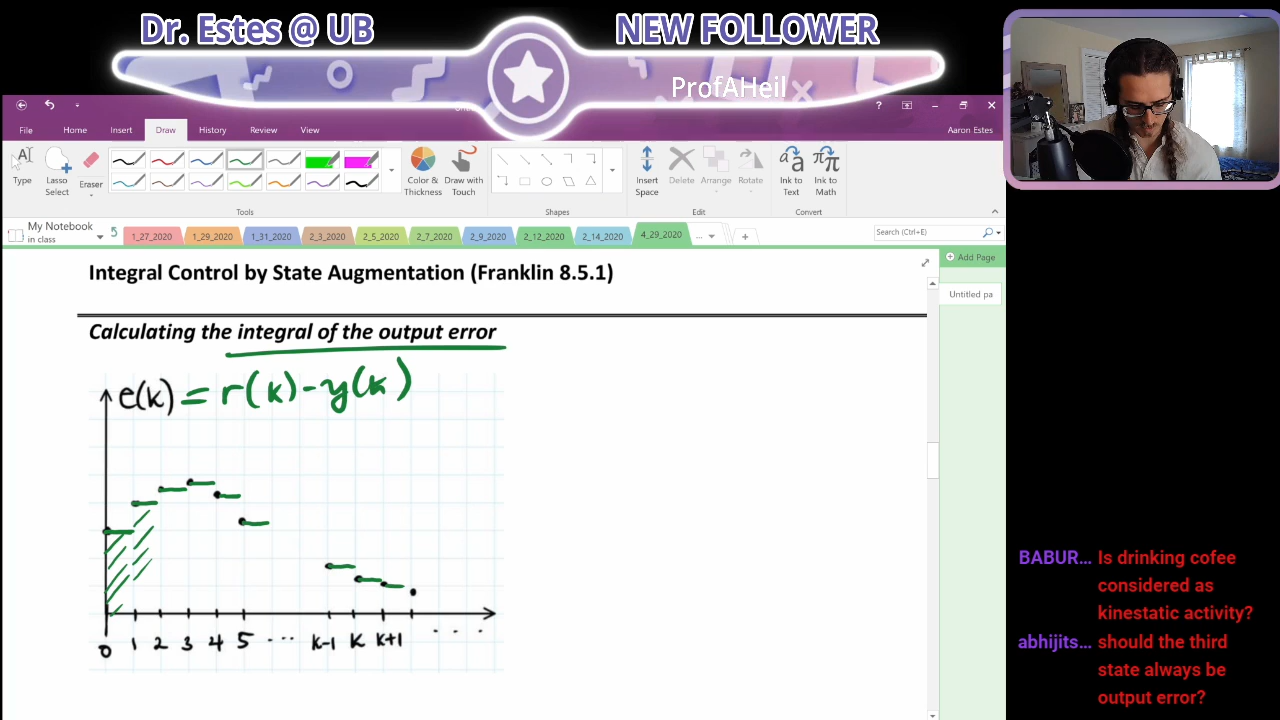 Dr. Estes @ UB
NEW FOLLOWER
ProfAHeil
File Home Insert Draw History Review View
Aaron Estes
Type
Lasso Select
Eraser
Color & Thickness
Draw with Touch
Insert Space
Delete
Arrange
Rotate
Ink to Text
Ink to Math
Tools
Shapes
Edit
Convert
My Notebook
in class
1_27_2020 1_29_2020 1_31_2020 2_3_2020 2_5_2020 2_7_2020 2_9_2020 2_12_2020 2_14_2020 4_29_2020 ...
Search (Ctrl+E)
Add Page
Untitled pa
Integral Control by State Augmentation (Franklin 8.5.1)
Calculating the integral of the output error
e(k) = r(k) - y(k)
0 1 2 3 4 5 ... k-1 k k+1 ...
BABUR... Is drinking cofee
considered as
kinestatic activity?
abhijits... should the third
state always be
output error?